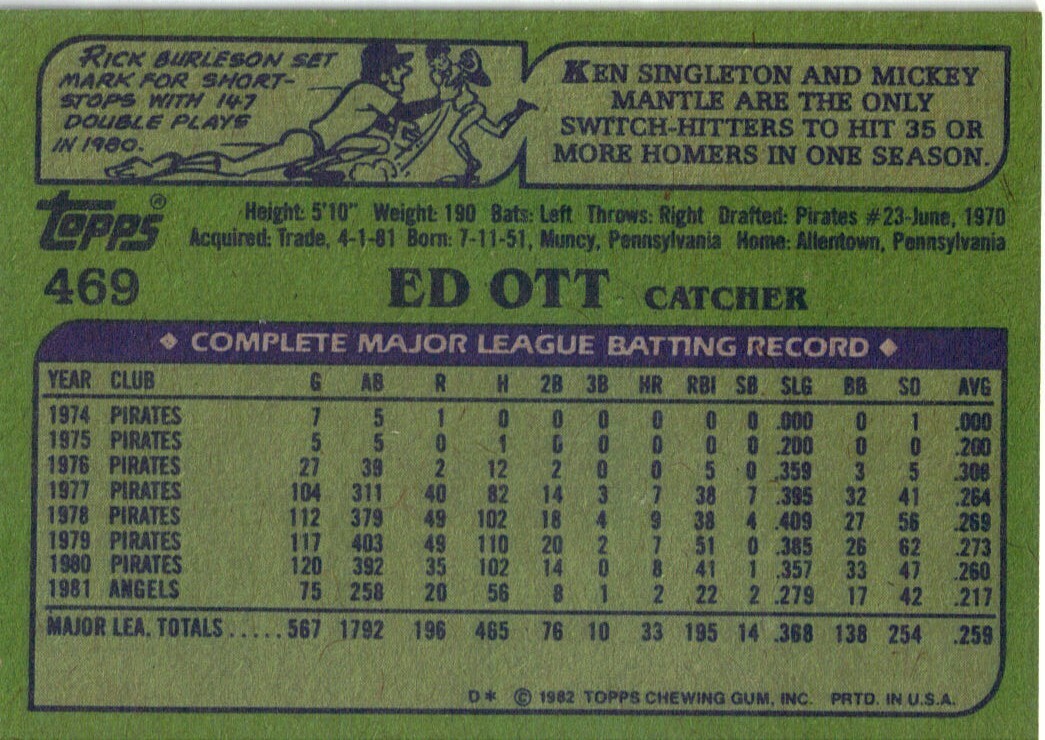 RICK BURLESON SET
MARK FOR SHORT-
STOPS WITH 147
DOUBLE PLAYS
IN 1980.
KEN SINGLETON AND MICKEY
MANTLE ARE THE ONLY
SWITCH-HITTERS TO HIT 35 OR
MORE HOMERS IN ONE SEASON.
TOPPS®
Height: 5'10" Weight: 190 Bats: Left Throws: Right Drafted: Pirates #23-June, 1970
Acquired: Trade, 4-1-81 Born: 7-11-51, Muncy, Pennsylvania Home: Allentown, Pennsylvania
469 ED OTT CATCHER
COMPLETE MAJOR LEAGUE BATTING RECORD
YEAR CLUB G AB R H 2B 3B HR RBI SB SLG BB SO AVG
1974 PIRATES 7 5 1 0 0 0 0 0 0 .000 0 1 .000
1975 PIRATES 5 5 0 1 0 0 0 0 0 .200 0 0 .200
1976 PIRATES 27 39 2 12 2 0 0 5 0 .359 3 5 .308
1977 PIRATES 104 311 40 82 14 3 7 38 7 .395 32 41 .264
1978 PIRATES 112 379 49 102 18 4 9 38 4 .409 27 56 .269
1979 PIRATES 117 403 49 110 20 2 7 51 0 .385 26 62 .273
1980 PIRATES 120 392 35 102 14 0 8 41 1 .357 33 47 .260
1981 ANGELS 75 258 20 56 8 1 2 22 2 .279 17 42 .217
MAJOR LEA. TOTALS.....567 1792 196 465 76 10 33 195 14 .368 138 254 .259
D* © 1982 TOPPS CHEWING GUM, INC. PRTD. IN U.S.A.